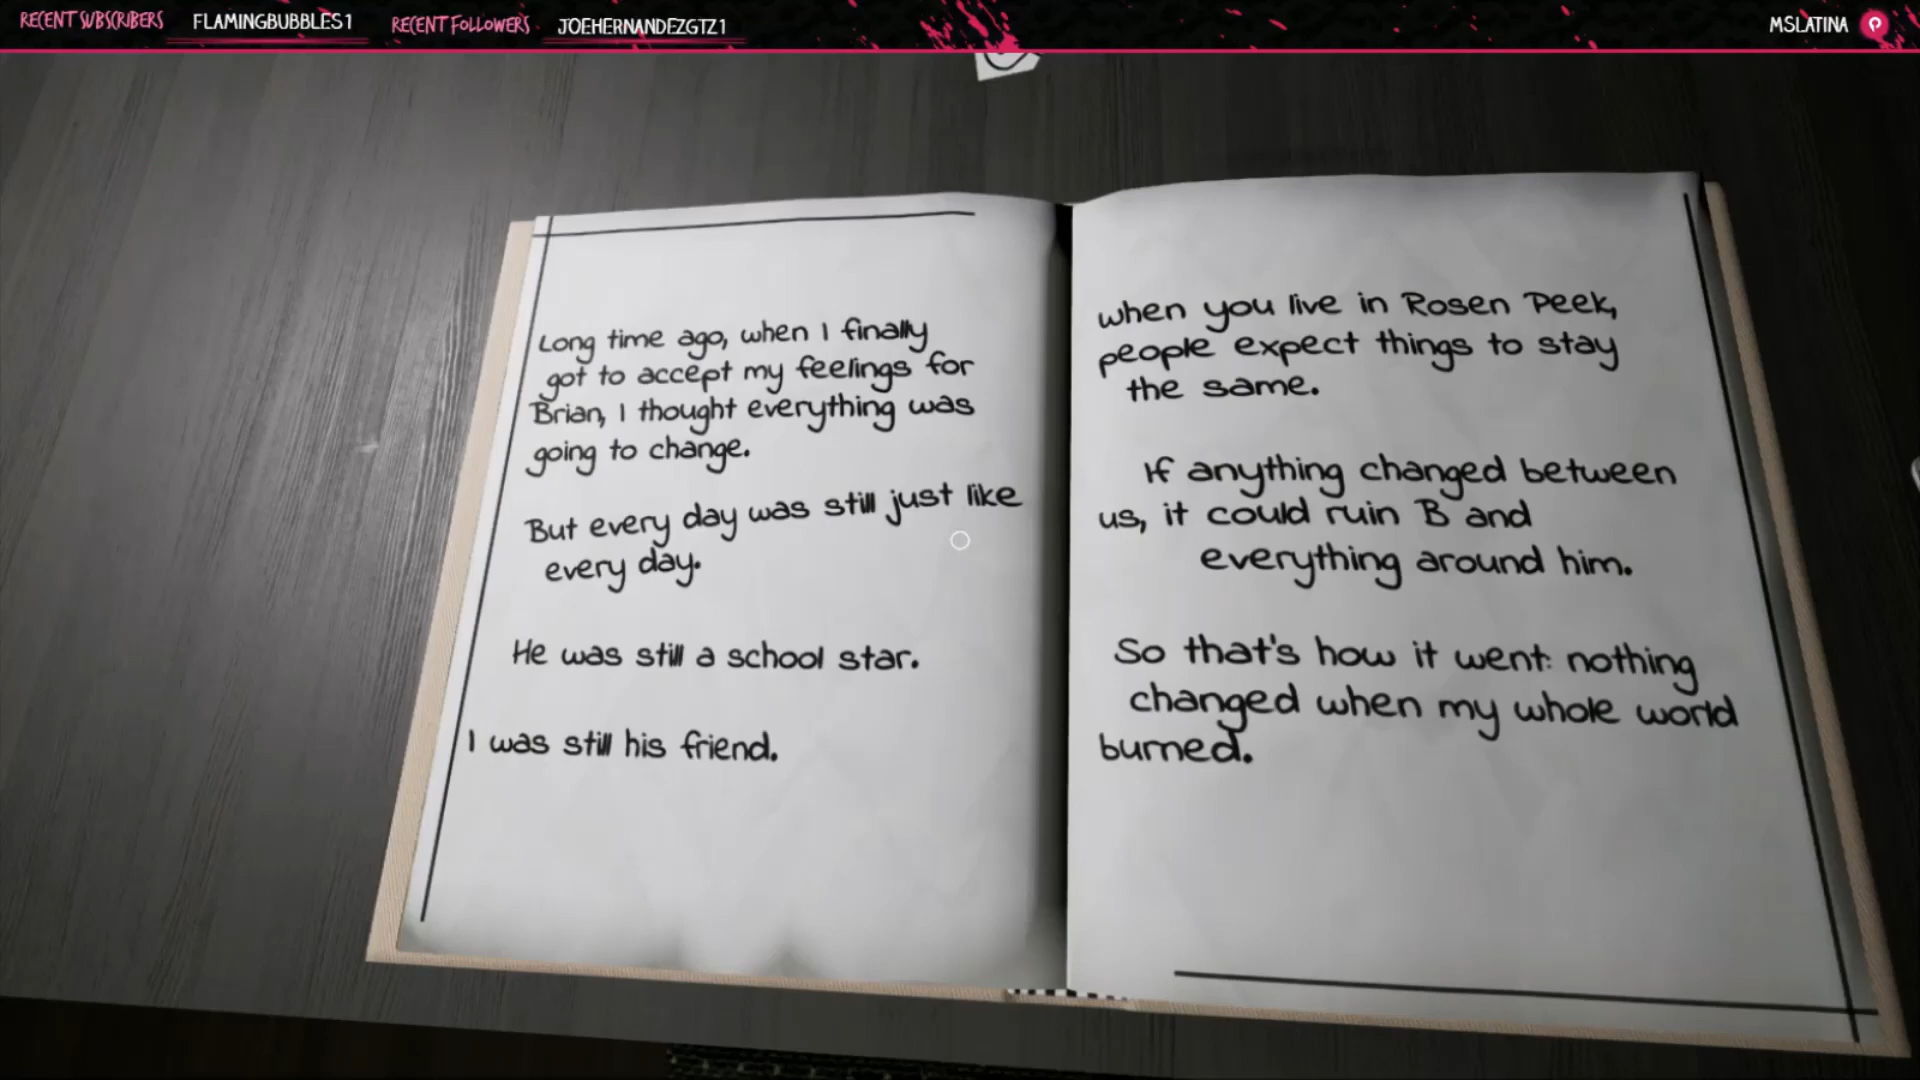 RECENT SUBSCRIBERS FLAMINGBUBBLES1 RECENT FOLLOWERS JOEHERNANDEZGTZ1 MSLATINA
Long time ago, when I finally
got to accept my feelings for
Brian, I thought everything was
going to change.
But every day was still just like
every day.
He was still a school star.
I was still his friend.
When you live in Rosen Peek,
people expect things to stay
the same.
If anything changed between
us, it could ruin B and
everything around him.
So that's how it went: nothing
changed when my whole world
burned.